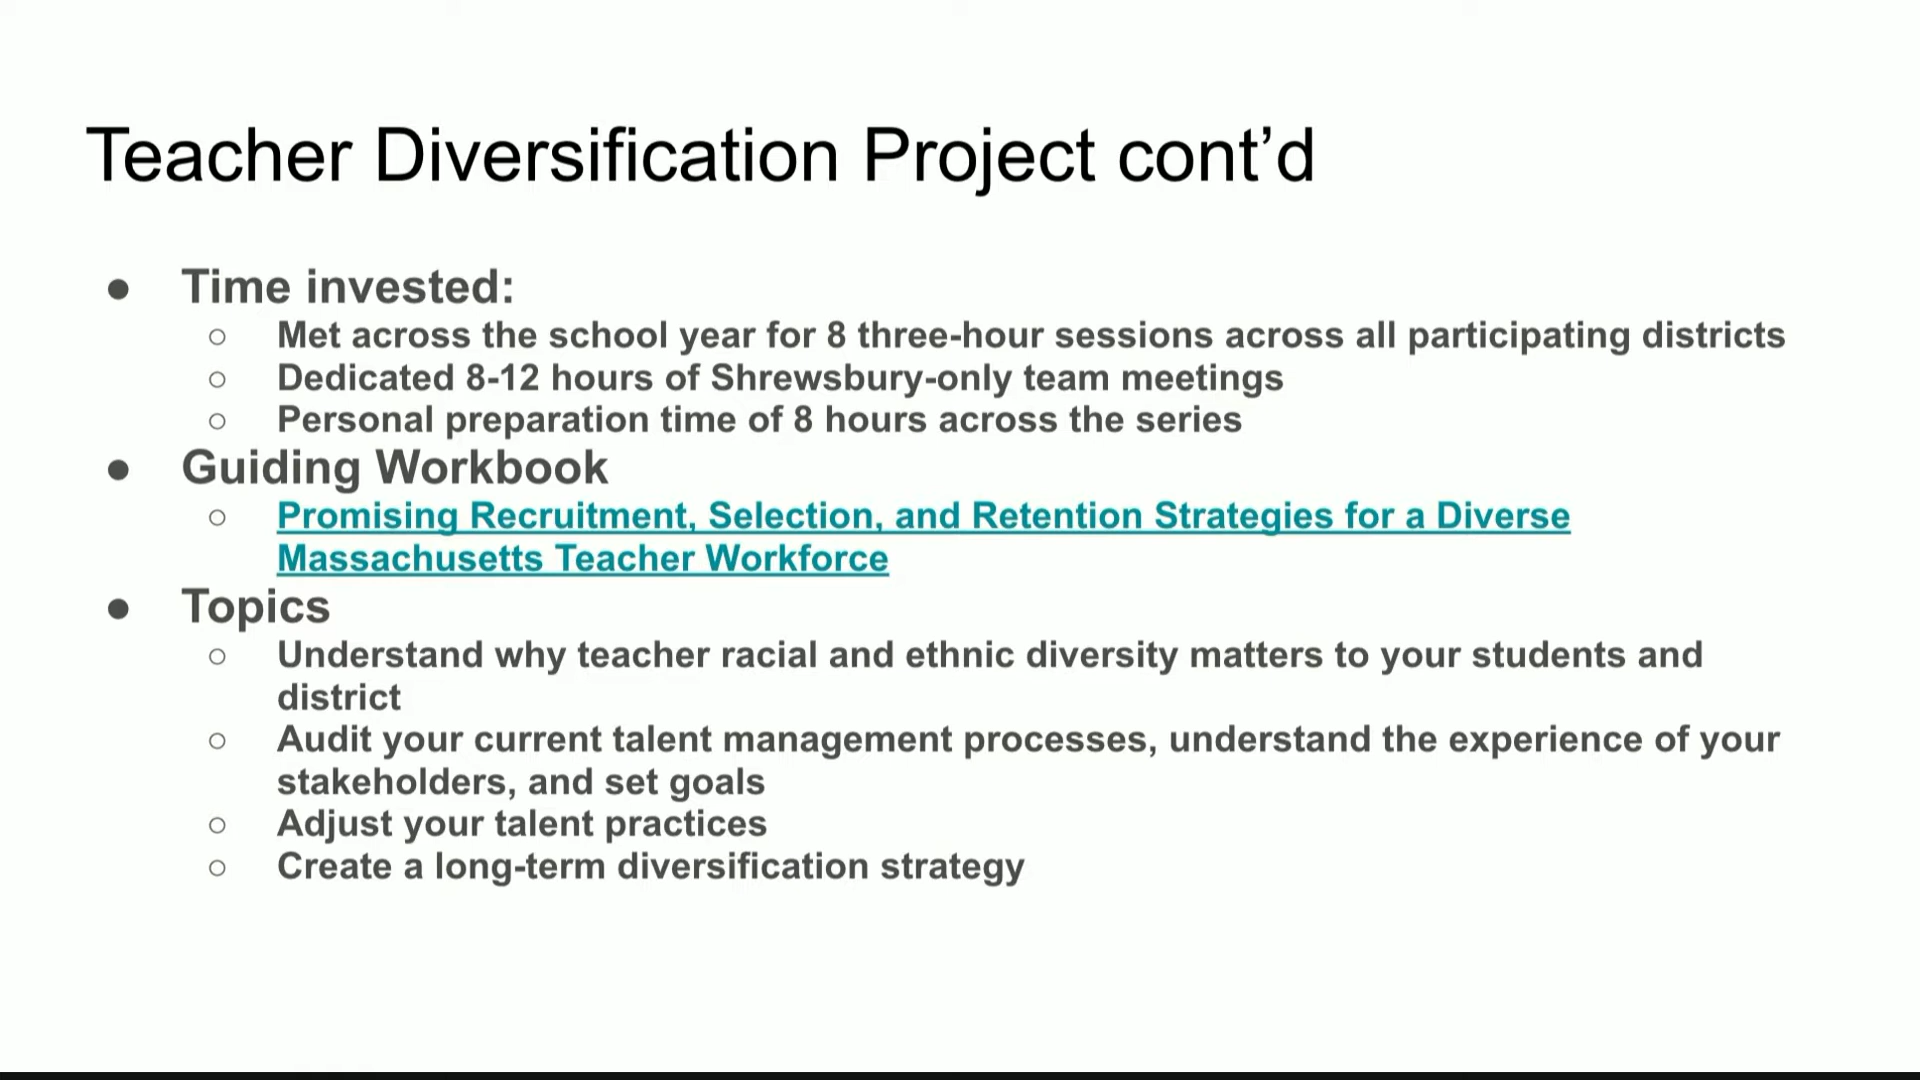 Teacher Diversification Project cont’d
● Time invested:
○ Met across the school year for 8 three-hour sessions across all participating districts
○ Dedicated 8-12 hours of Shrewsbury-only team meetings
○ Personal preparation time of 8 hours across the series
● Guiding Workbook
○ Promising Recruitment, Selection, and Retention Strategies for a Diverse
Massachusetts Teacher Workforce
● Topics
○ Understand why teacher racial and ethnic diversity matters to your students and
district
○ Audit your current talent management processes, understand the experience of your
stakeholders, and set goals
○ Adjust your talent practices
○ Create a long-term diversification strategy